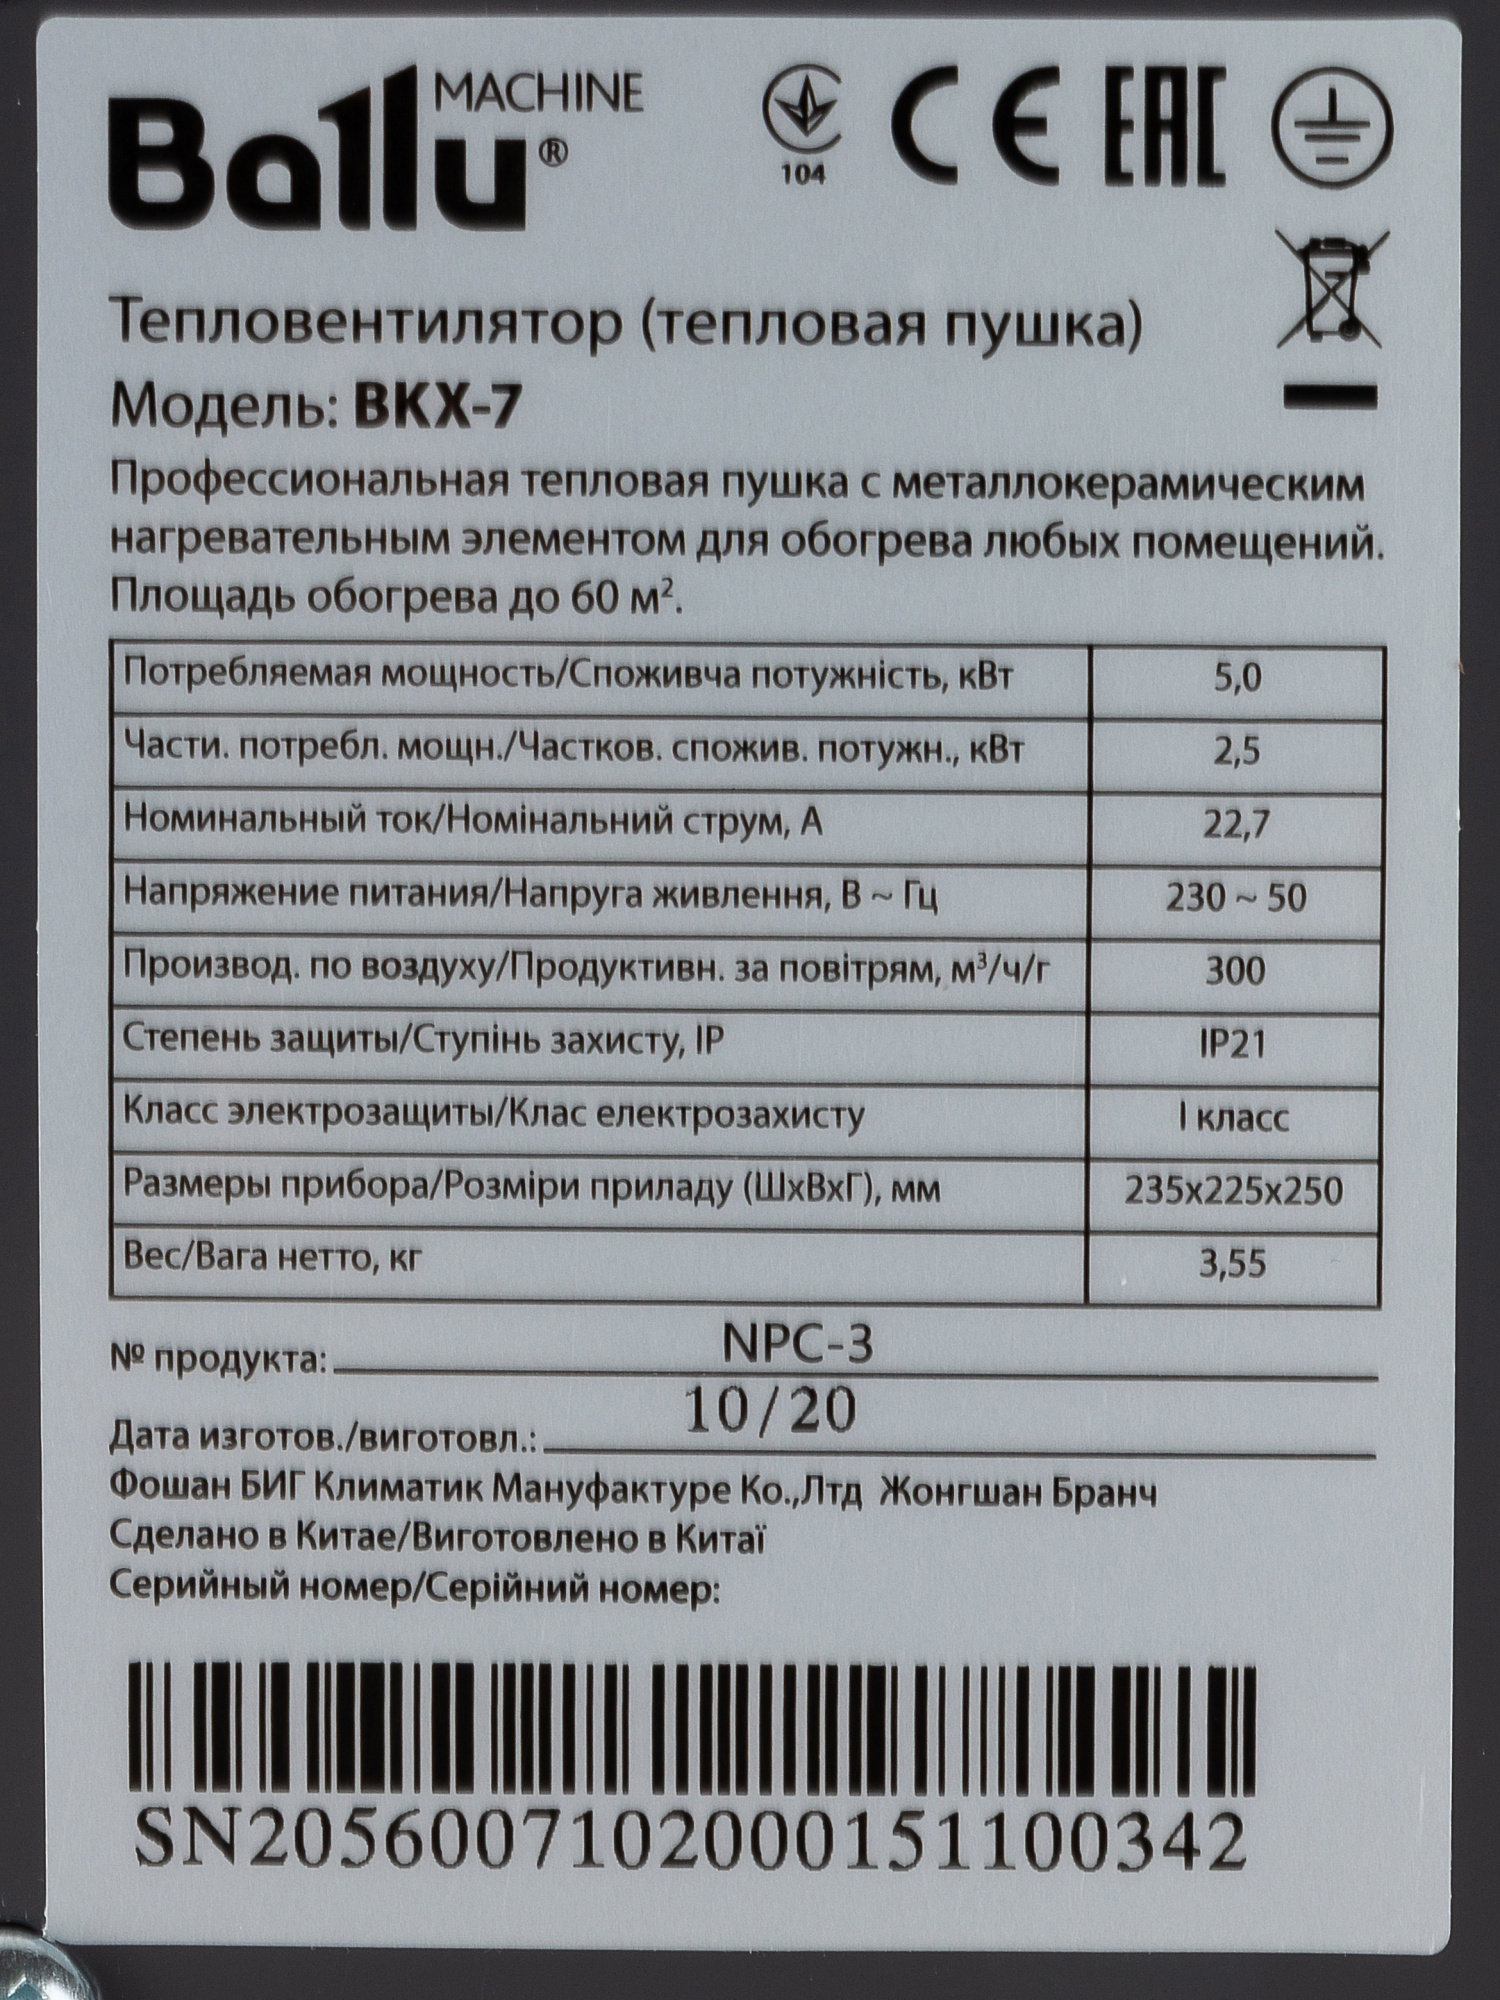 Ballu® MACHINE
104
CE EAC
Тепловентилятор (тепловая пушка)
Модель: BKX-7
Профессиональная тепловая пушка с металлокерамическим
нагревательным элементом для обогрева любых помещений.
Площадь обогрева до 60 м².
Потребляемая мощность/Споживча потужність, кВт 5,0
Части. потребл. мощн./Частков. спожив. потужн., кВт 2,5
Номинальный ток/Номінальний струм, А 22,7
Напряжение питания/Напруга живлення, В ~ Гц 230 ~ 50
Производ. по воздуху/Продуктивн. за повітрям, м³/ч/г 300
Степень защиты/Ступінь захисту, IP IP21
Класс электрозащиты/Клас електрозахисту I класс
Размеры прибора/Розміри приладу (ШхВхГ), мм 235х225х250
Вес/Вага нетто, кг 3,55
№ продукта: NPC-3
Дата изготов./виготовл.: 10/20
Фошан БИГ Климатик Мануфактуре Ко.,Лтд Жонгшан Бранч
Сделано в Китае/Виготовлено в Китаї
Серийный номер/Серійний номер:
SN20560071020001511​00342